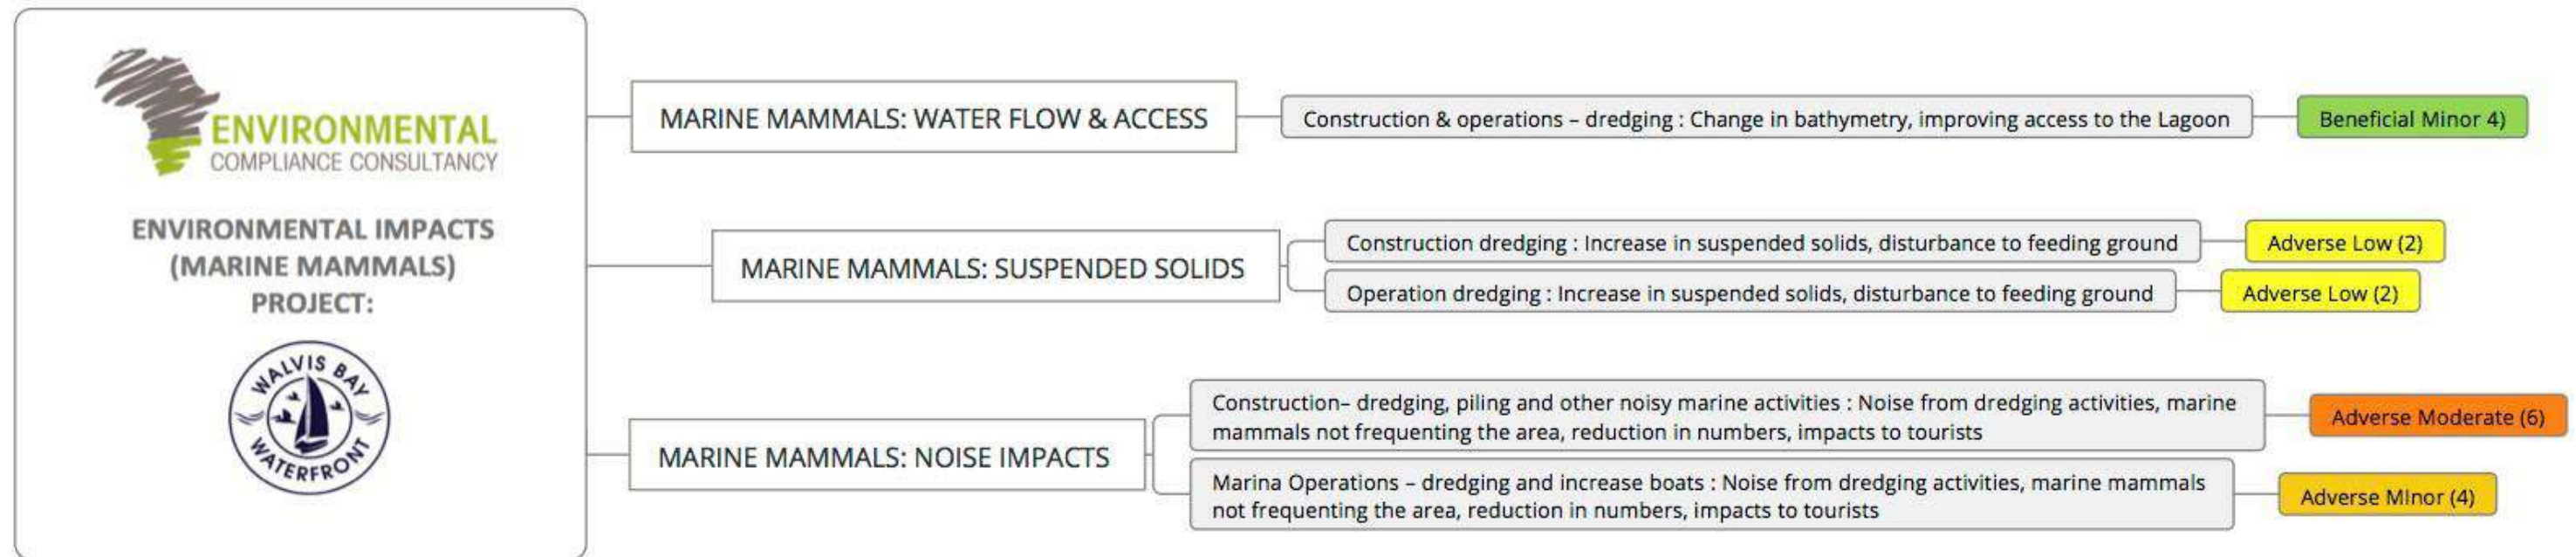 ENVIRONMENTAL
COMPLIANCE CONSULTANCY
ENVIRONMENTAL IMPACTS
(MARINE MAMMALS)
PROJECT:
WALVIS BAY
WATERFRONT
MARINE MAMMALS: WATER FLOW & ACCESS
Construction & operations – dredging : Change in bathymetry, improving access to the Lagoon
Beneficial Minor 4)
MARINE MAMMALS: SUSPENDED SOLIDS
Construction dredging : Increase in suspended solids, disturbance to feeding ground
Adverse Low (2)
Operation dredging : Increase in suspended solids, disturbance to feeding ground
Adverse Low (2)
MARINE MAMMALS: NOISE IMPACTS
Construction– dredging, piling and other noisy marine activities : Noise from dredging activities, marine
mammals not frequenting the area, reduction in numbers, impacts to tourists
Adverse Moderate (6)
Marina Operations – dredging and increase boats : Noise from dredging activities, marine mammals
not frequenting the area, reduction in numbers, impacts to tourists
Adverse MInor (4)